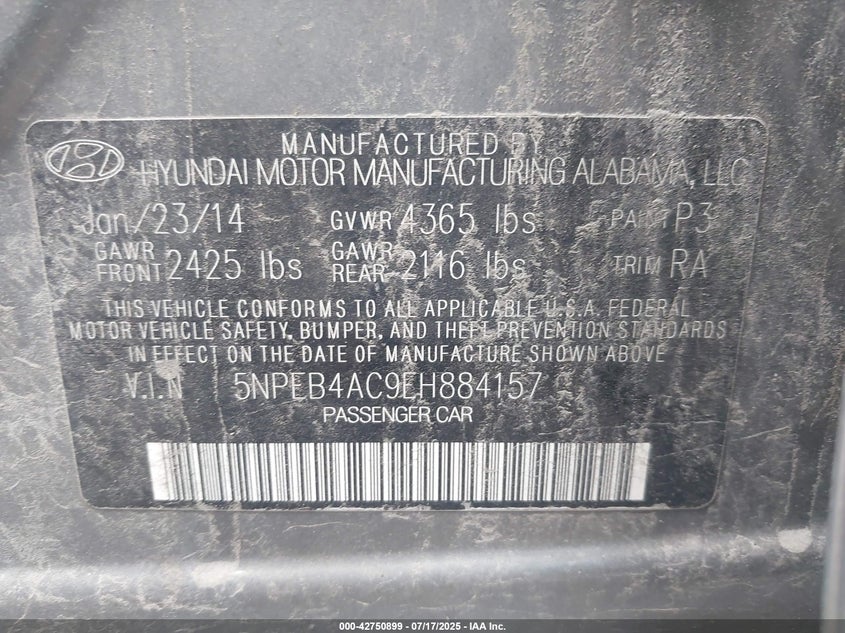 MANUFACTURED BY
HYUNDAI MOTOR MANUFACTURING ALABAMA, LLC
Jan/23/14 GVWR 4365 lbs PAINT P3
GAWR FRONT 2425 lbs GAWR REAR 2116 lbs TRIM RA
THIS VEHICLE CONFORMS TO ALL APPLICABLE U.S.A. FEDERAL
MOTOR VEHICLE SAFETY, BUMPER, AND THEFT PREVENTION STANDARDS
IN EFFECT ON THE DATE OF MANUFACTURE SHOWN ABOVE
V.I.N 5NPEB4AC9EH884157
PASSENGER CAR
000-42750899 - 07/17/2025 - IAA Inc.